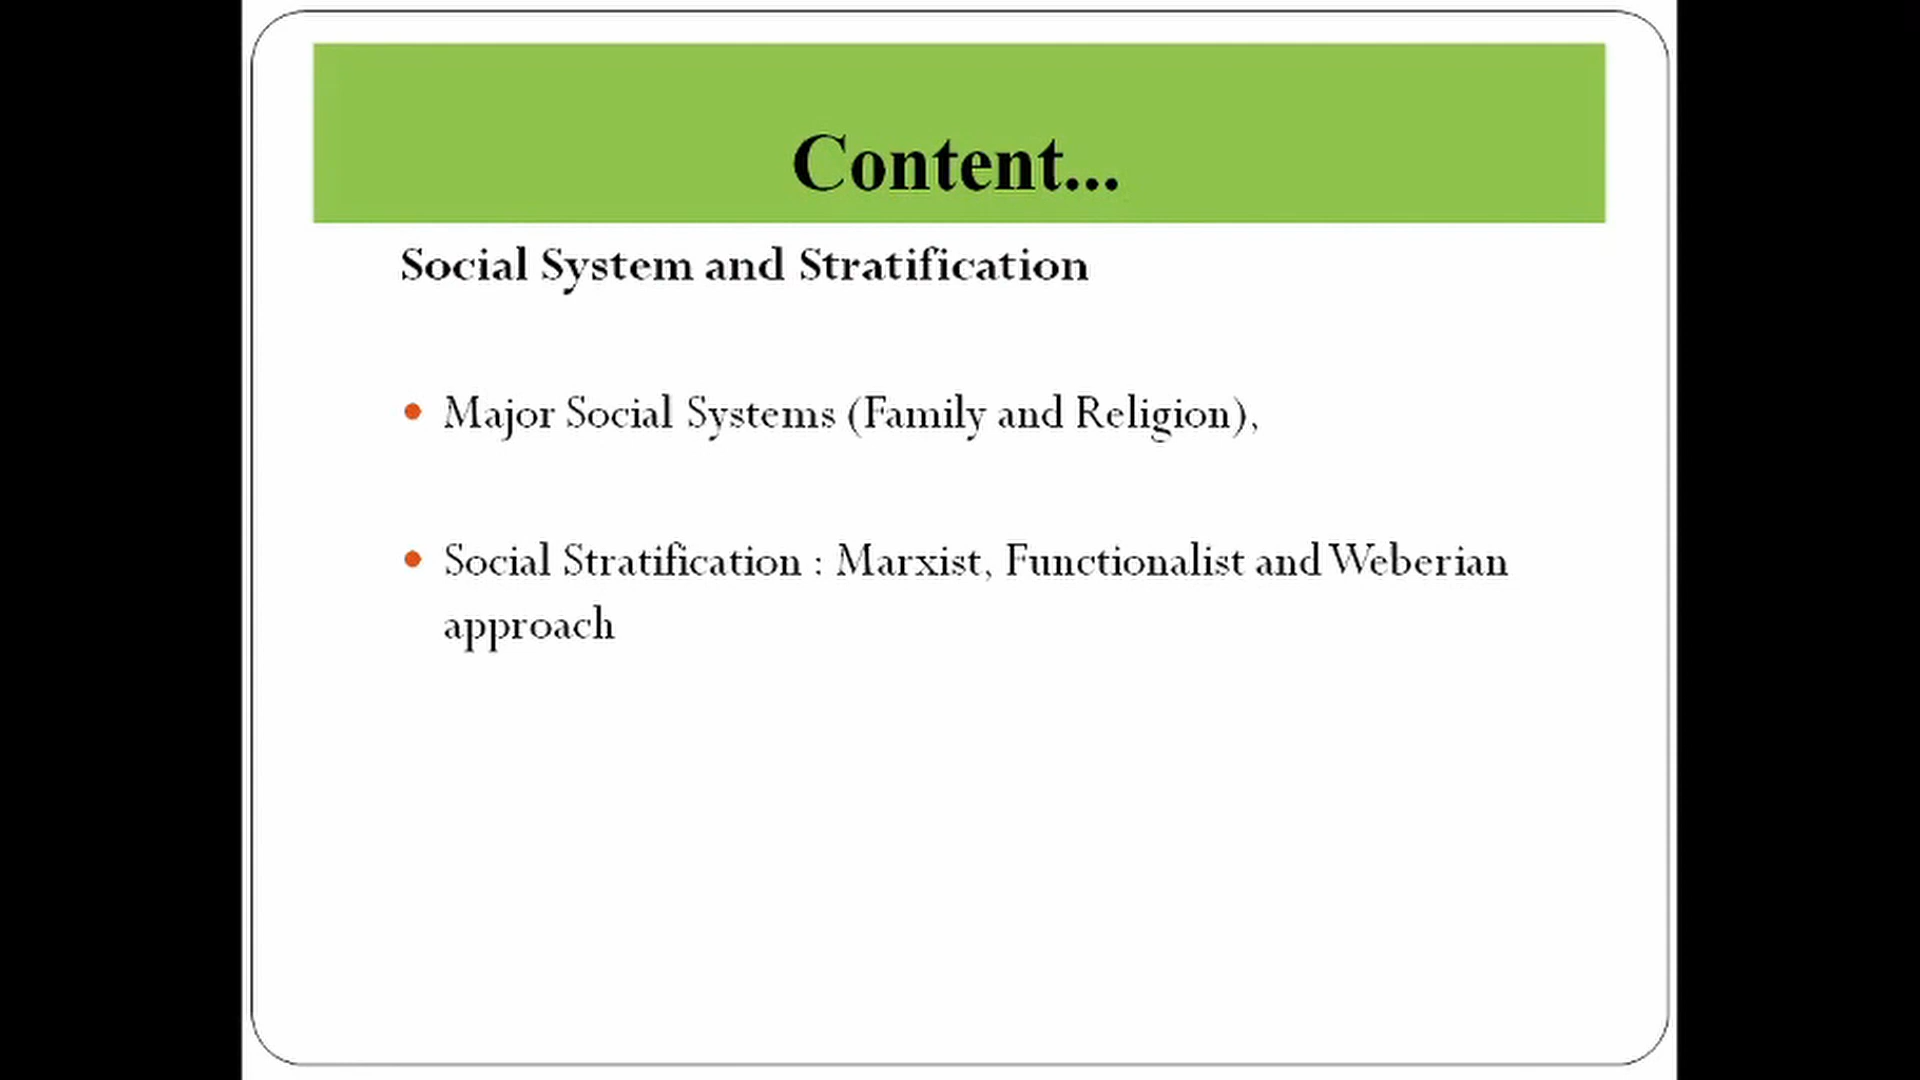 Content...
Social System and Stratification
• Major Social Systems (Family and Religion),
• Social Stratification : Marxist, Functionalist and Weberian
approach